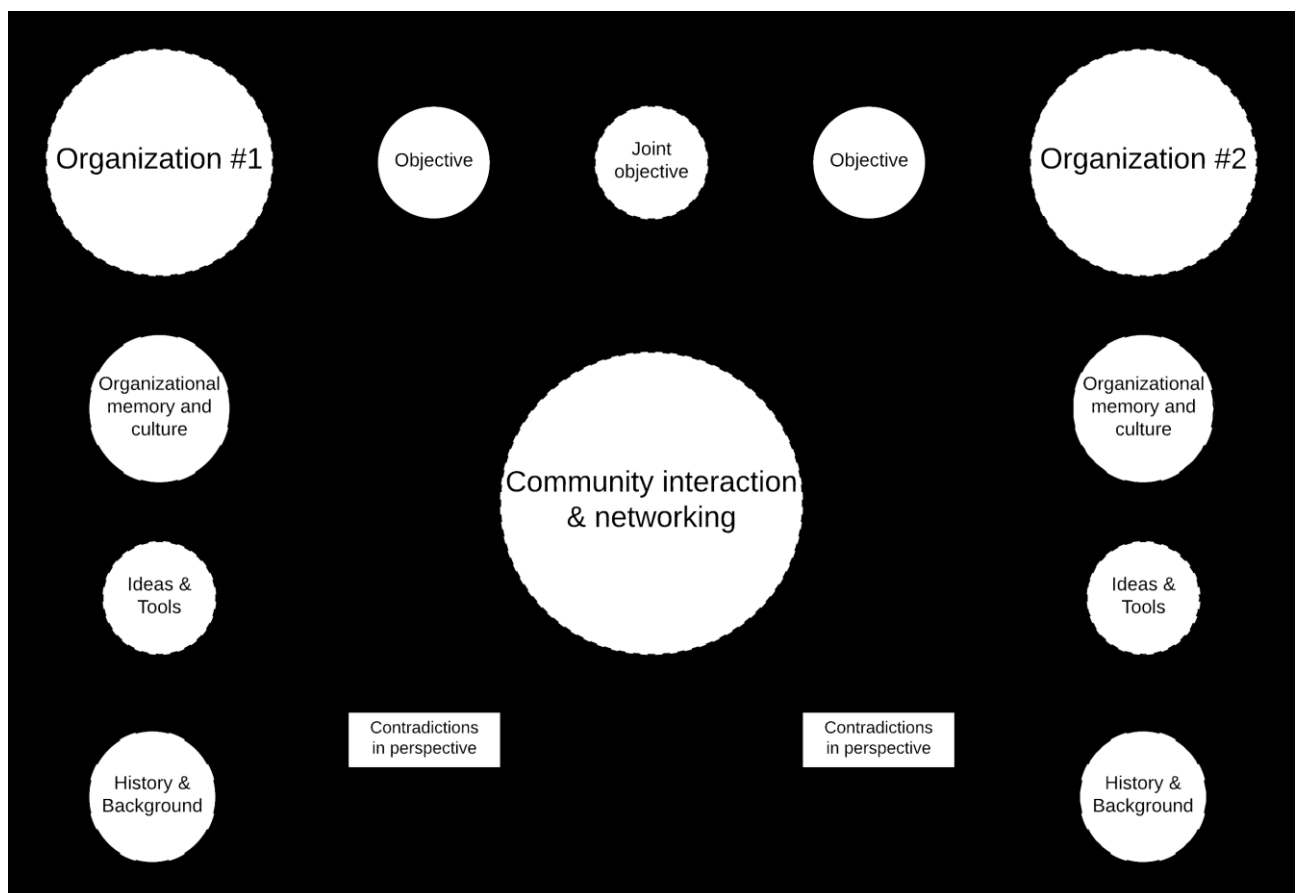 Organization #1
Objective
Joint
objective
Objective
Organization #2
Organizational
memory and
culture
Organizational
memory and
culture
Community interaction
& networking
Ideas &
Tools
Ideas &
Tools
Contradictions
in perspective
Contradictions
in perspective
History &
Background
History &
Background